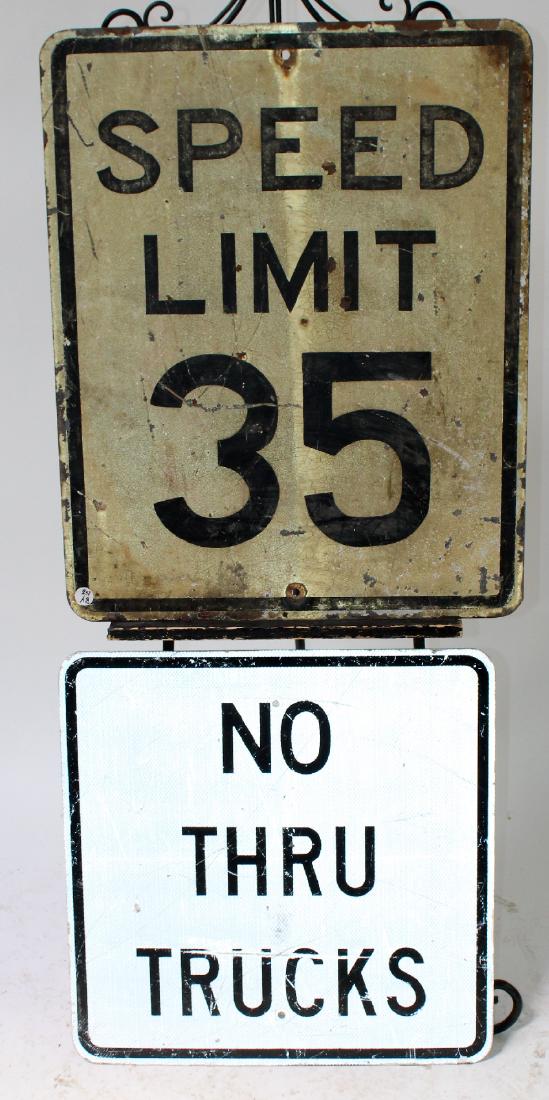 SPEED
LIMIT
35
NO
THRU
TRUCKS